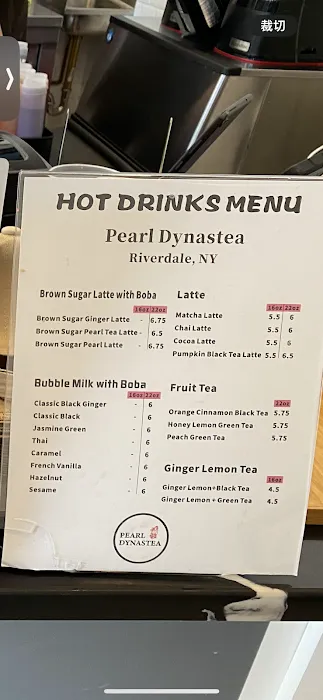 裁切
HOT DRINKS MENU
Pearl Dynastea
Riverdale, NY
Brown Sugar Latte with Boba
16oz 22oz
Brown Sugar Ginger Latte - 6.75
Brown Sugar Pearl Tea Latte - 6.5
Brown Sugar Pearl Latte - 6.75
Latte
16oz 22oz
Matcha Latte 5.5 6
Chai Latte 5.5 6
Cocoa Latte 5.5 6
Pumpkin Black Tea Latte 5.5 6.5
Bubble Milk with Boba
16oz 22oz
Classic Black Ginger - 6
Classic Black - 6
Jasmine Green - 6
Thai - 6
Caramel - 6
French Vanilla - 6
Hazelnut - 6
Sesame - 6
Fruit Tea
22oz
Orange Cinnamon Black Tea 5.75
Honey Lemon Green Tea 5.75
Peach Green Tea 5.75
Ginger Lemon Tea
16oz
Ginger Lemon+Black Tea 4.5
Ginger Lemon + Green Tea 4.5
PEARL
DYNASTEA